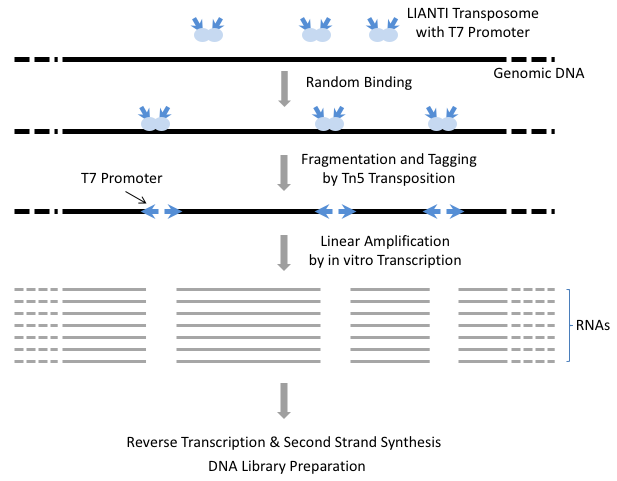 LIANTI Transposome
with T7 Promoter
Genomic DNA
Random Binding
Fragmentation and Tagging
by Tn5 Transposition
T7 Promoter
Linear Amplification
by in vitro Transcription
RNAs
Reverse Transcription & Second Strand Synthesis
DNA Library Preparation